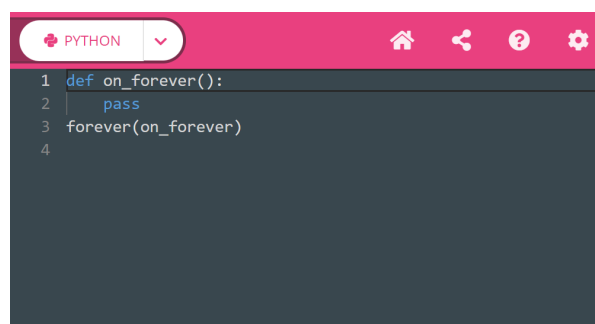 PYTHON
1 def on_forever():
2     pass
3 forever(on_forever)
4